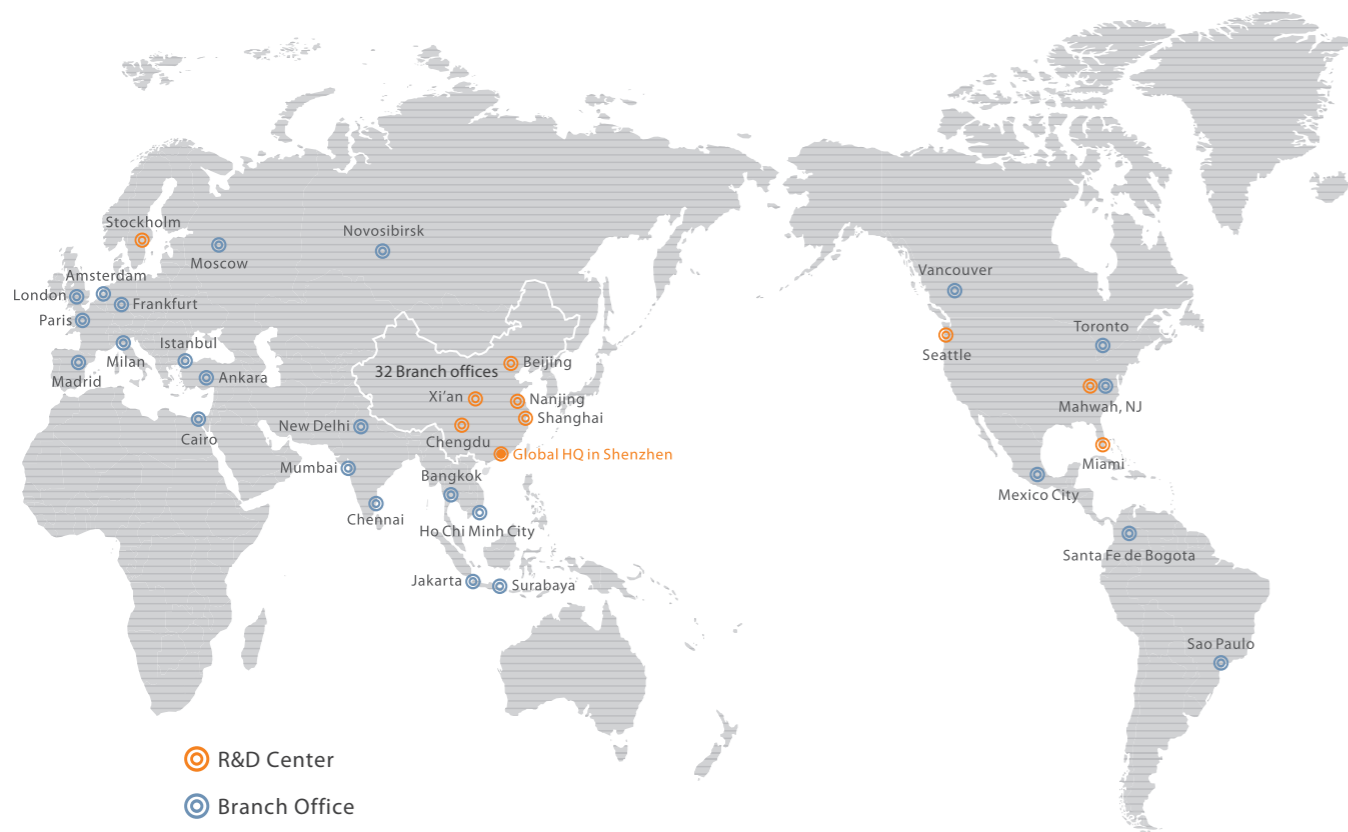 Stockholm
Moscow
Novosibirsk
Amsterdam
London
Frankfurt
Paris
Milan
Istanbul
Madrid
Ankara
Cairo
32 Branch offices
Beijing
Xi’an
Nanjing
Shanghai
Chengdu
Global HQ in Shenzhen
New Delhi
Mumbai
Chennai
Bangkok
Ho Chi Minh City
Jakarta
Surabaya
Vancouver
Seattle
Toronto
Mahwah, NJ
Miami
Mexico City
Santa Fe de Bogota
Sao Paulo
R&D Center
Branch Office